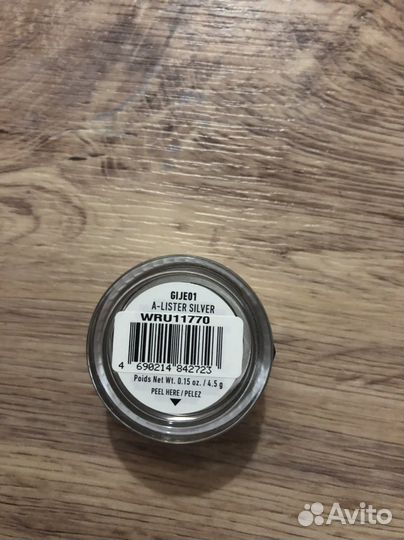 GIJE01
A-LISTER SILVER
WRU11770
4 690214 842723
Poids Net Wt. 0.15 oz. / 4.5 g
PEEL HERE / PELEZ
Avito